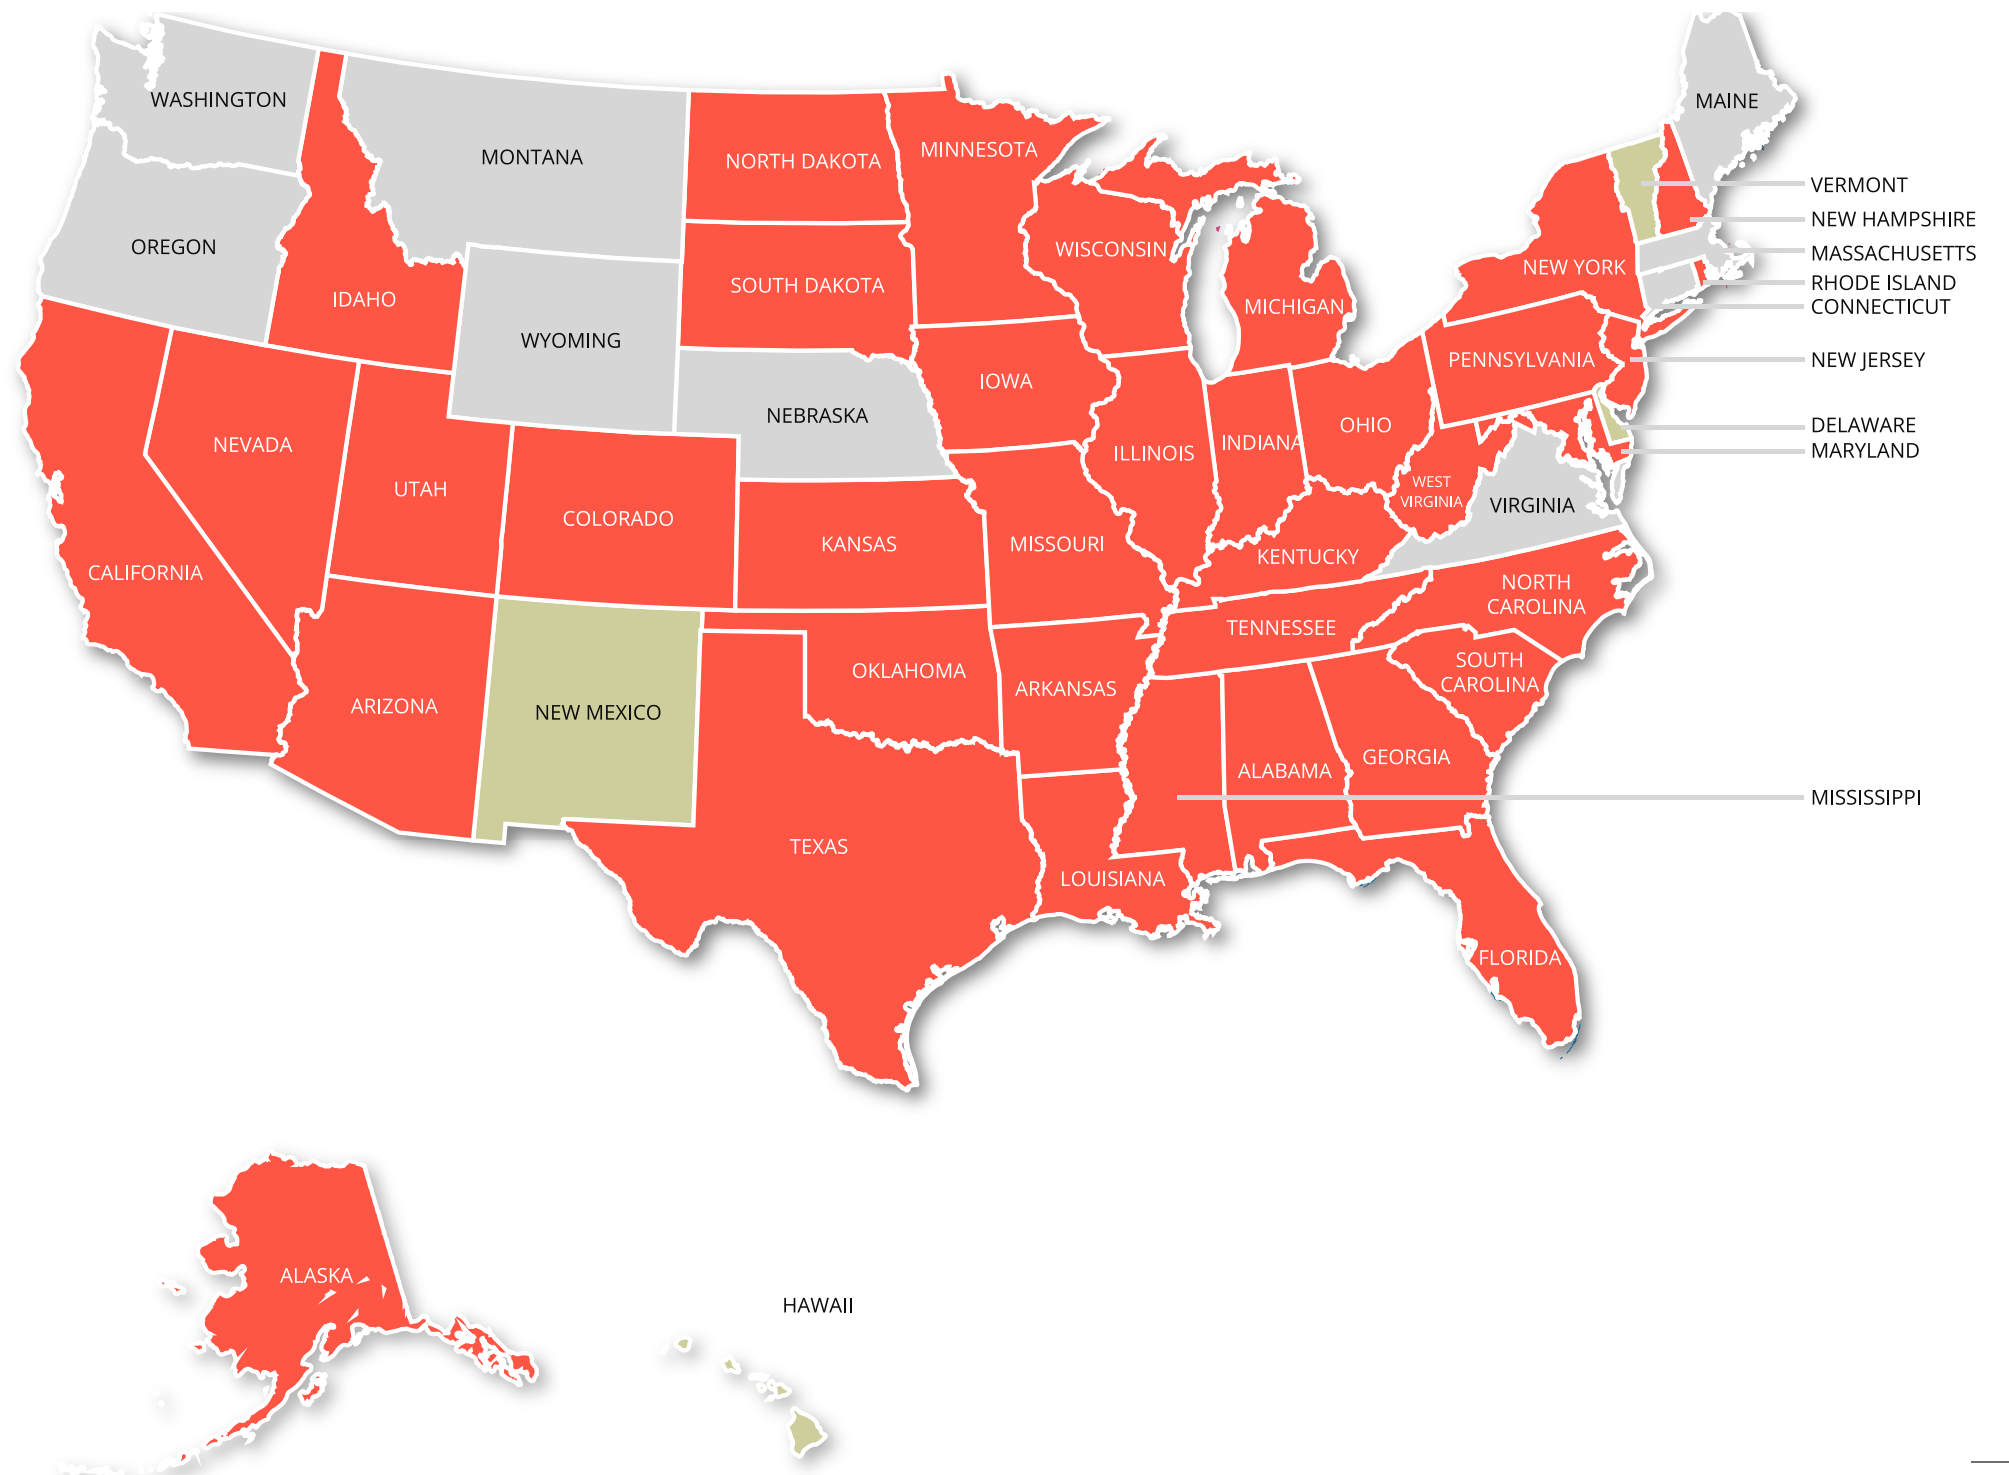 WASHINGTON
MAINE
MONTANA
MINNESOTA
NORTH DAKOTA
VERMONT
NEW HAMPSHIRE
OREGON
WISCONSIN
MASSACHUSETTS
NEW YORK
SOUTH DAKOTA
RHODE ISLAND
IDAHO
MICHIGAN
CONNECTICUT
WYOMING
PENNSYLVANIA
NEW JERSEY
IOWA
NEBRASKA
OHIO
DELAWARE
NEVADA
INDIANA
ILLINOIS
MARYLAND
UTAH
WEST
VIRGINIA
VIRGINIA
COLORADO
KANSAS
MISSOURI
KENTUCKY
CALIFORNIA
NORTH
CAROLINA
TENNESSEE
SOUTH
CAROLINA
OKLAHOMA
ARKANSAS
ARIZONA
NEW MEXICO
GEORGIA
ALABAMA
MISSISSIPPI
TEXAS
LOUISIANA
FLORIDA
ALASKA
HAWAII